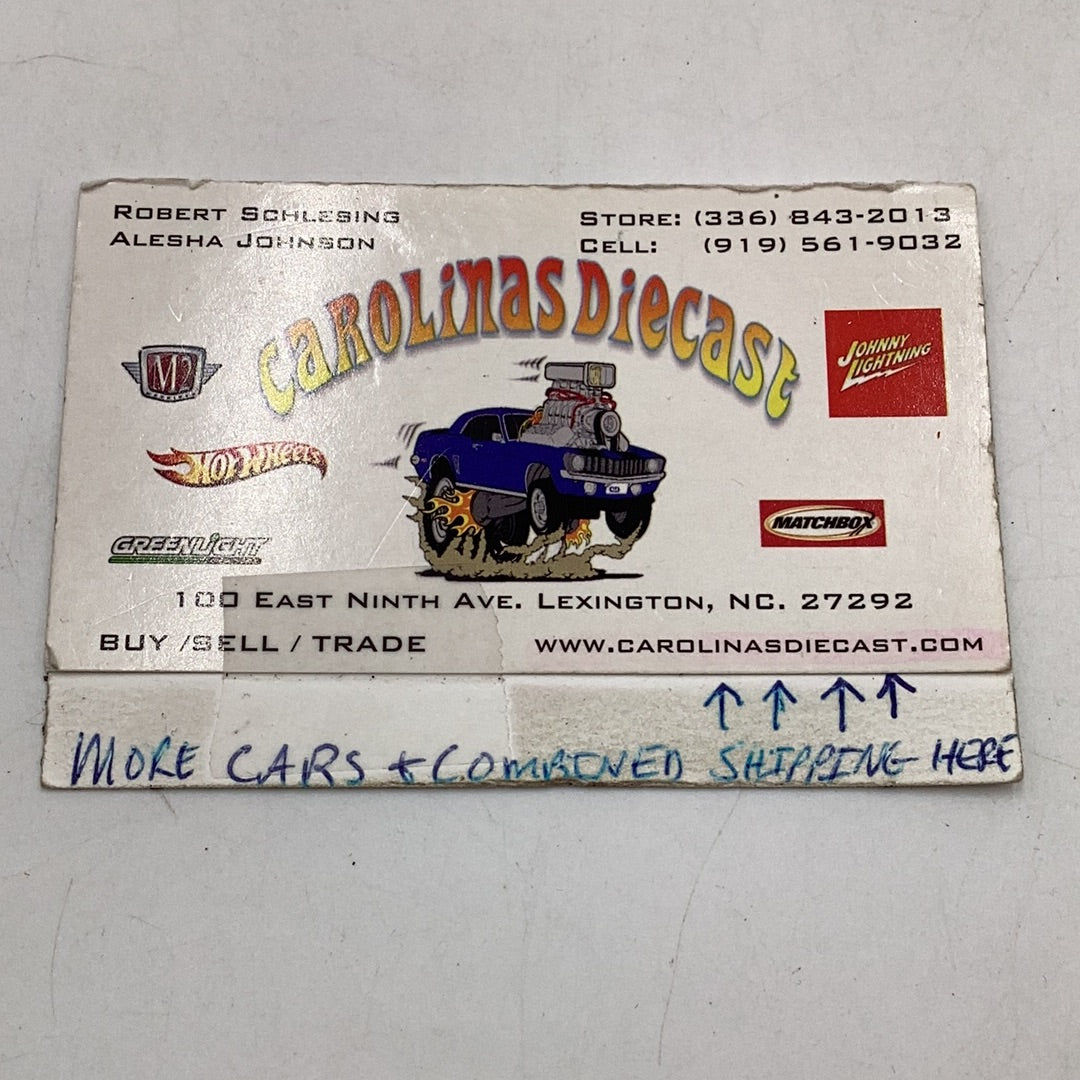 ROBERT SCHLESING
ALESHA JOHNSON
STORE: (336) 843-2013
CELL: (919) 561-9032
CAROLINAS DIECAST
M2
JOHNNY LIGHTNING
HOT WHEELS
MATCHBOX
GREENLIGHT
100 EAST NINTH AVE. LEXINGTON, NC. 27292
BUY /SELL / TRADE
WWW.CAROLINASDIECAST.COM
MORE CARS + COMBINED SHIPPING HERE